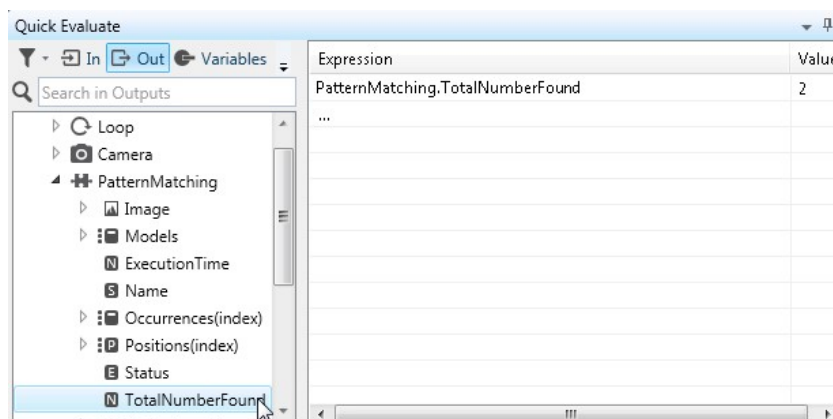 Quick Evaluate
In Out Variables
Search in Outputs
Loop
Camera
PatternMatching
Image
Models
N ExecutionTime
S Name
Occurrences(index)
P Positions(index)
E Status
N TotalNumberFound
Expression Value
PatternMatching.TotalNumberFound 2
...